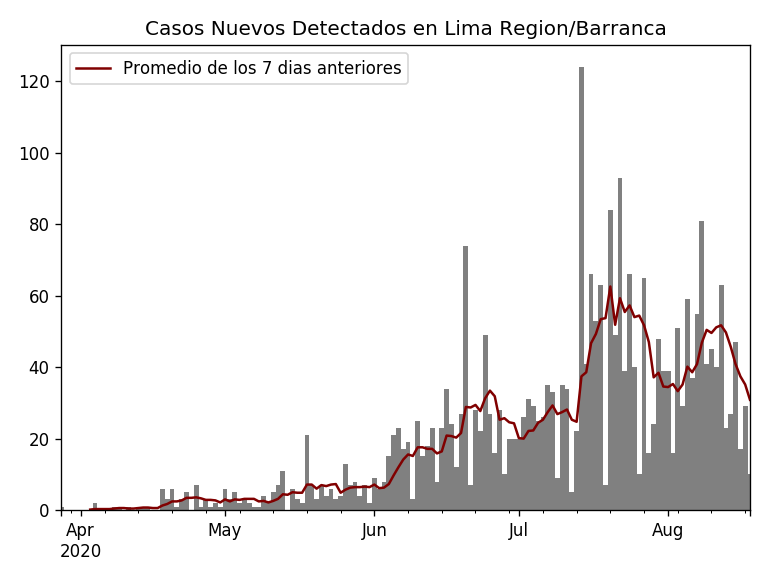 Casos Nuevos Detectados en Lima Region/Barranca
Promedio de los 7 dias anteriores
120
100
80
60
40
20
0
Apr May Jun Jul Aug
2020